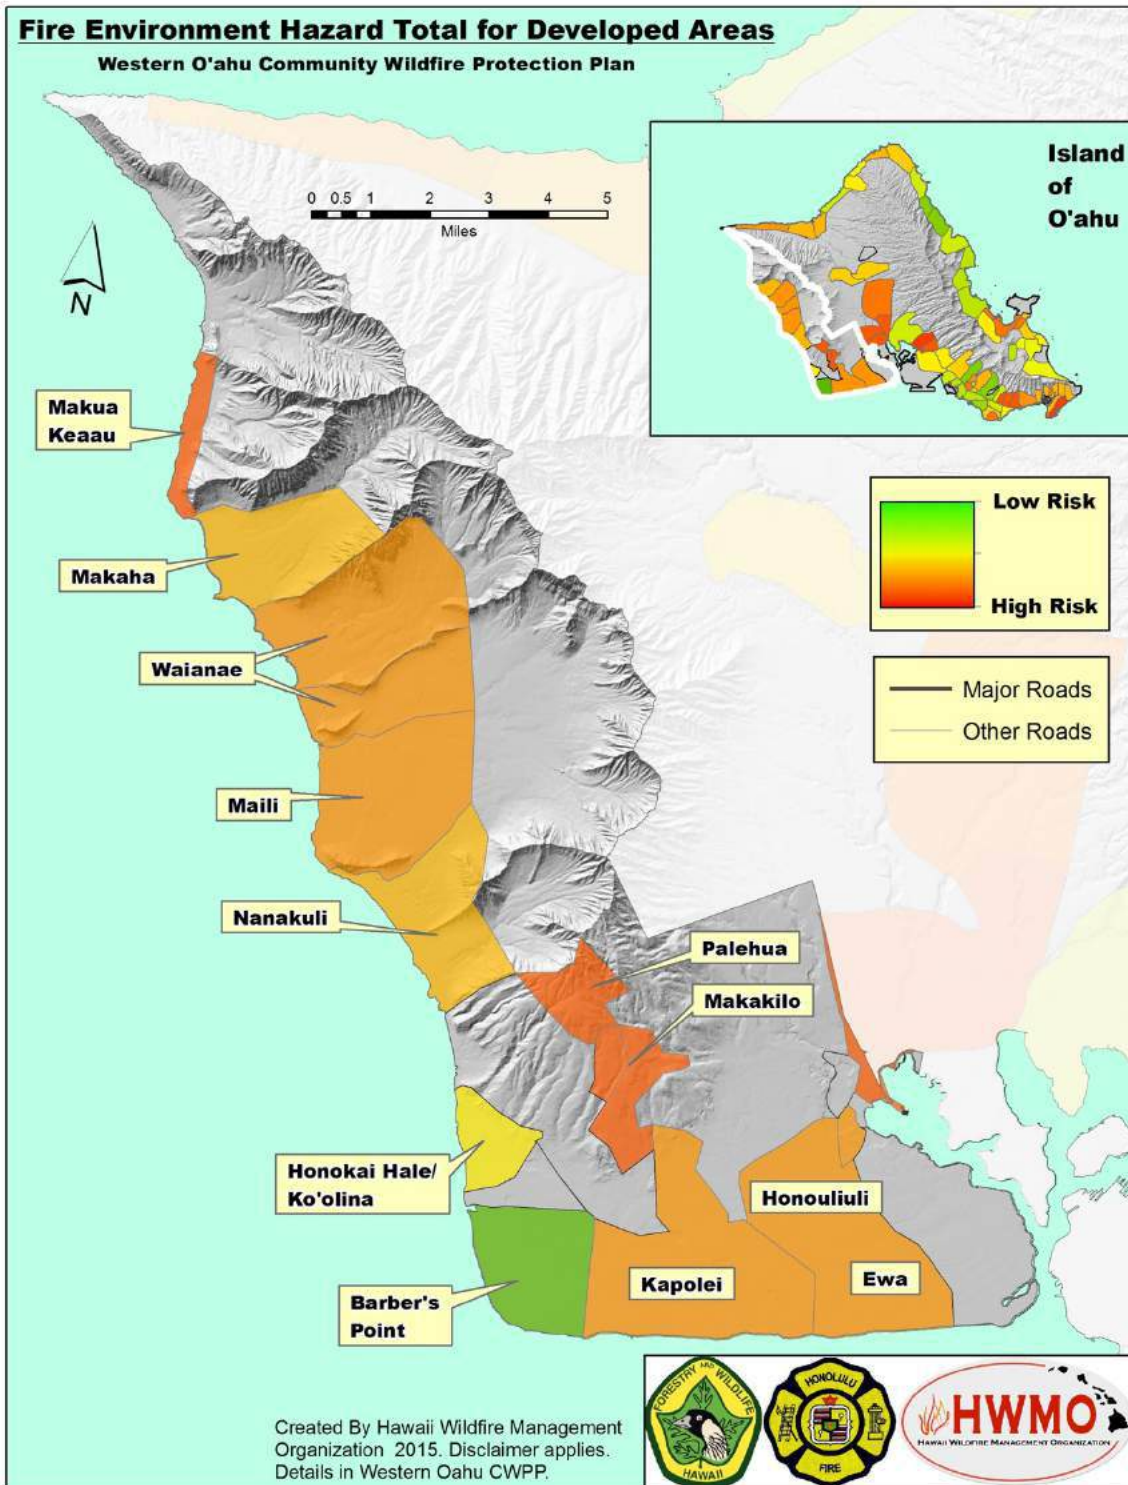 Fire Environment Hazard Total for Developed Areas
Western O'ahu Community Wildfire Protection Plan
0 0.5 1 2 3 4 5
Miles
N
Island
of
O'ahu
Makua
Keaau
Low Risk
High Risk
Makaha
Waianae
Major Roads
Other Roads
Maili
Nanakuli
Palehua
Makakilo
Honokai Hale/
Ko'olina
Honouliuli
Kapolei
Ewa
Barber's
Point
Created By Hawaii Wildfire Management
Organization 2015. Disclaimer applies.
Details in Western Oahu CWPP.
FORESTRY AND WILDLIFE
HAWAII
HONOLULU
FIRE
HWMO
HAWAII WILDFIRE MANAGEMENT ORGANIZATION